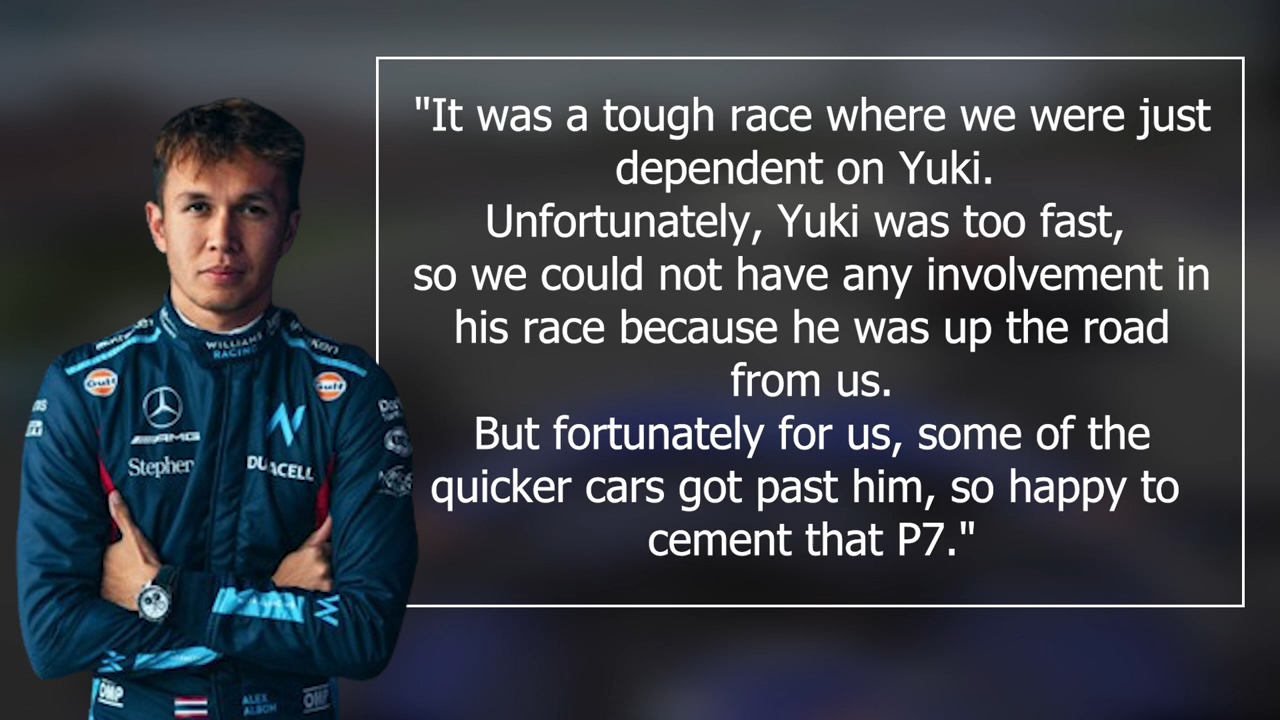 "It was a tough race where we were just
dependent on Yuki.
Unfortunately, Yuki was too fast,
so we could not have any involvement in
his race because he was up the road
from us.
But fortunately for us, some of the
quicker cars got past him, so happy to
cement that P7."
WILLIAMS
RACING
Gulf
Gulf
AMG
Stephen
DURACELL
OMP
ALEX
ALBON
OMP